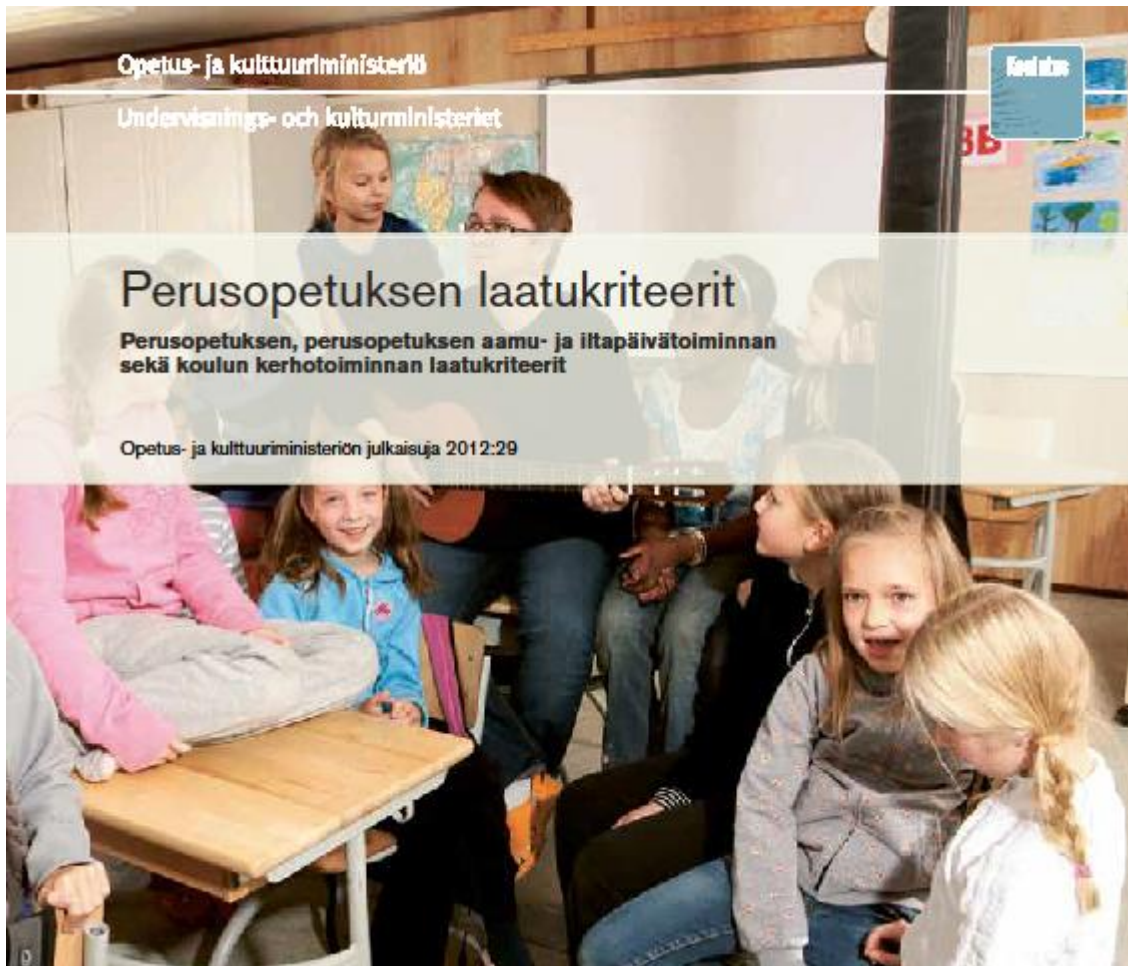 Opetus- ja kulttuuriministeriö
Koulutus
Undervisnings- och kulturministeriet
Perusopetuksen laatukriteerit
Perusopetuksen, perusopetuksen aamu- ja iltapäivätoiminnan
sekä koulun kerhotoiminnan laatukriteerit
Opetus- ja kulttuuriministeriön julkaisuja 2012:29